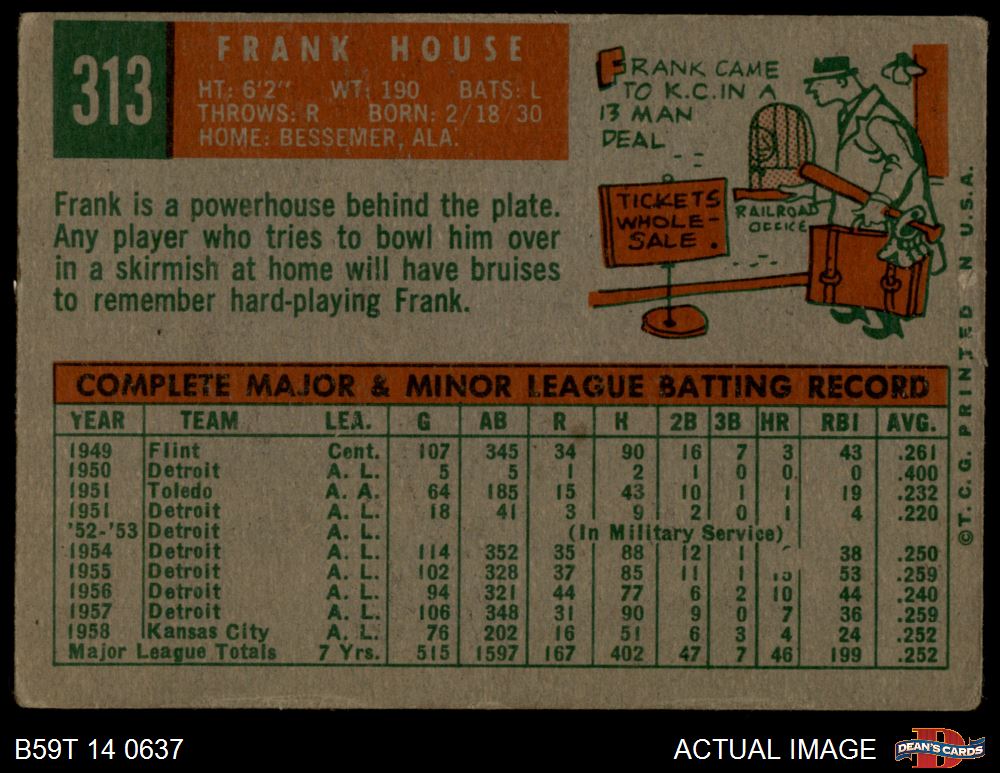 313
FRANK HOUSE
HT: 6'2" WT: 190 BATS: L
THROWS: R BORN: 2/18/30
HOME: BESSEMER, ALA.
FRANK CAME
TO K.C. IN A
13 MAN
DEAL
TICKETS
WHOLE-
SALE.
RAILROAD
OFFICE
Frank is a powerhouse behind the plate.
Any player who tries to bowl him over
in a skirmish at home will have bruises
to remember hard-playing Frank.
COMPLETE MAJOR & MINOR LEAGUE BATTING RECORD
YEAR TEAM LEA. G AB R H 2B 3B HR RBI AVG.
1949 Flint Cent. 107 345 34 90 16 7 3 43 .261
1950 Detroit A. L. 5 5 1 2 1 0 0 0 .400
1951 Toledo A. A. 64 185 15 43 10 1 1 19 .232
1951 Detroit A. L. 18 41 3 9 2 0 1 4 .220
'52-'53 Detroit A. L. (In Military Service)
1954 Detroit A. L. 114 352 35 88 12 1 38 .250
1955 Detroit A. L. 102 328 37 85 11 1 53 .259
1956 Detroit A. L. 94 321 44 77 6 2 10 44 .240
1957 Detroit A. L. 106 348 31 90 9 0 7 36 .259
1958 Kansas City A. L. 76 202 16 51 6 3 4 24 .252
Major League Totals 7 Yrs. 515 1597 167 402 47 7 46 199 .252
©T. C. G. PRINTED IN U.S.A.
B59T 14 0637
ACTUAL IMAGE
D
DEAN'S CARDS